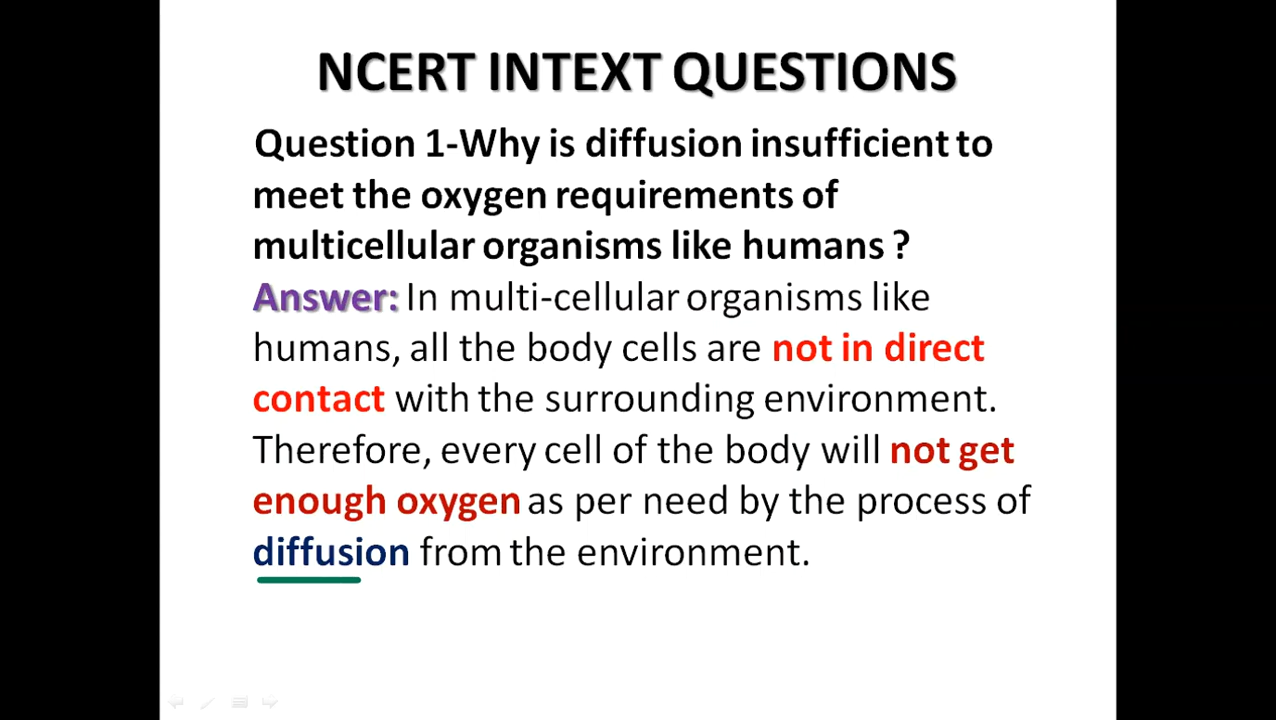 NCERT INTEXT QUESTIONS
Question 1-Why is diffusion insufficient to
meet the oxygen requirements of
multicellular organisms like humans ?
Answer: In multi-cellular organisms like
humans, all the body cells are not in direct
contact with the surrounding environment.
Therefore, every cell of the body will not get
enough oxygen as per need by the process of
diffusion from the environment.